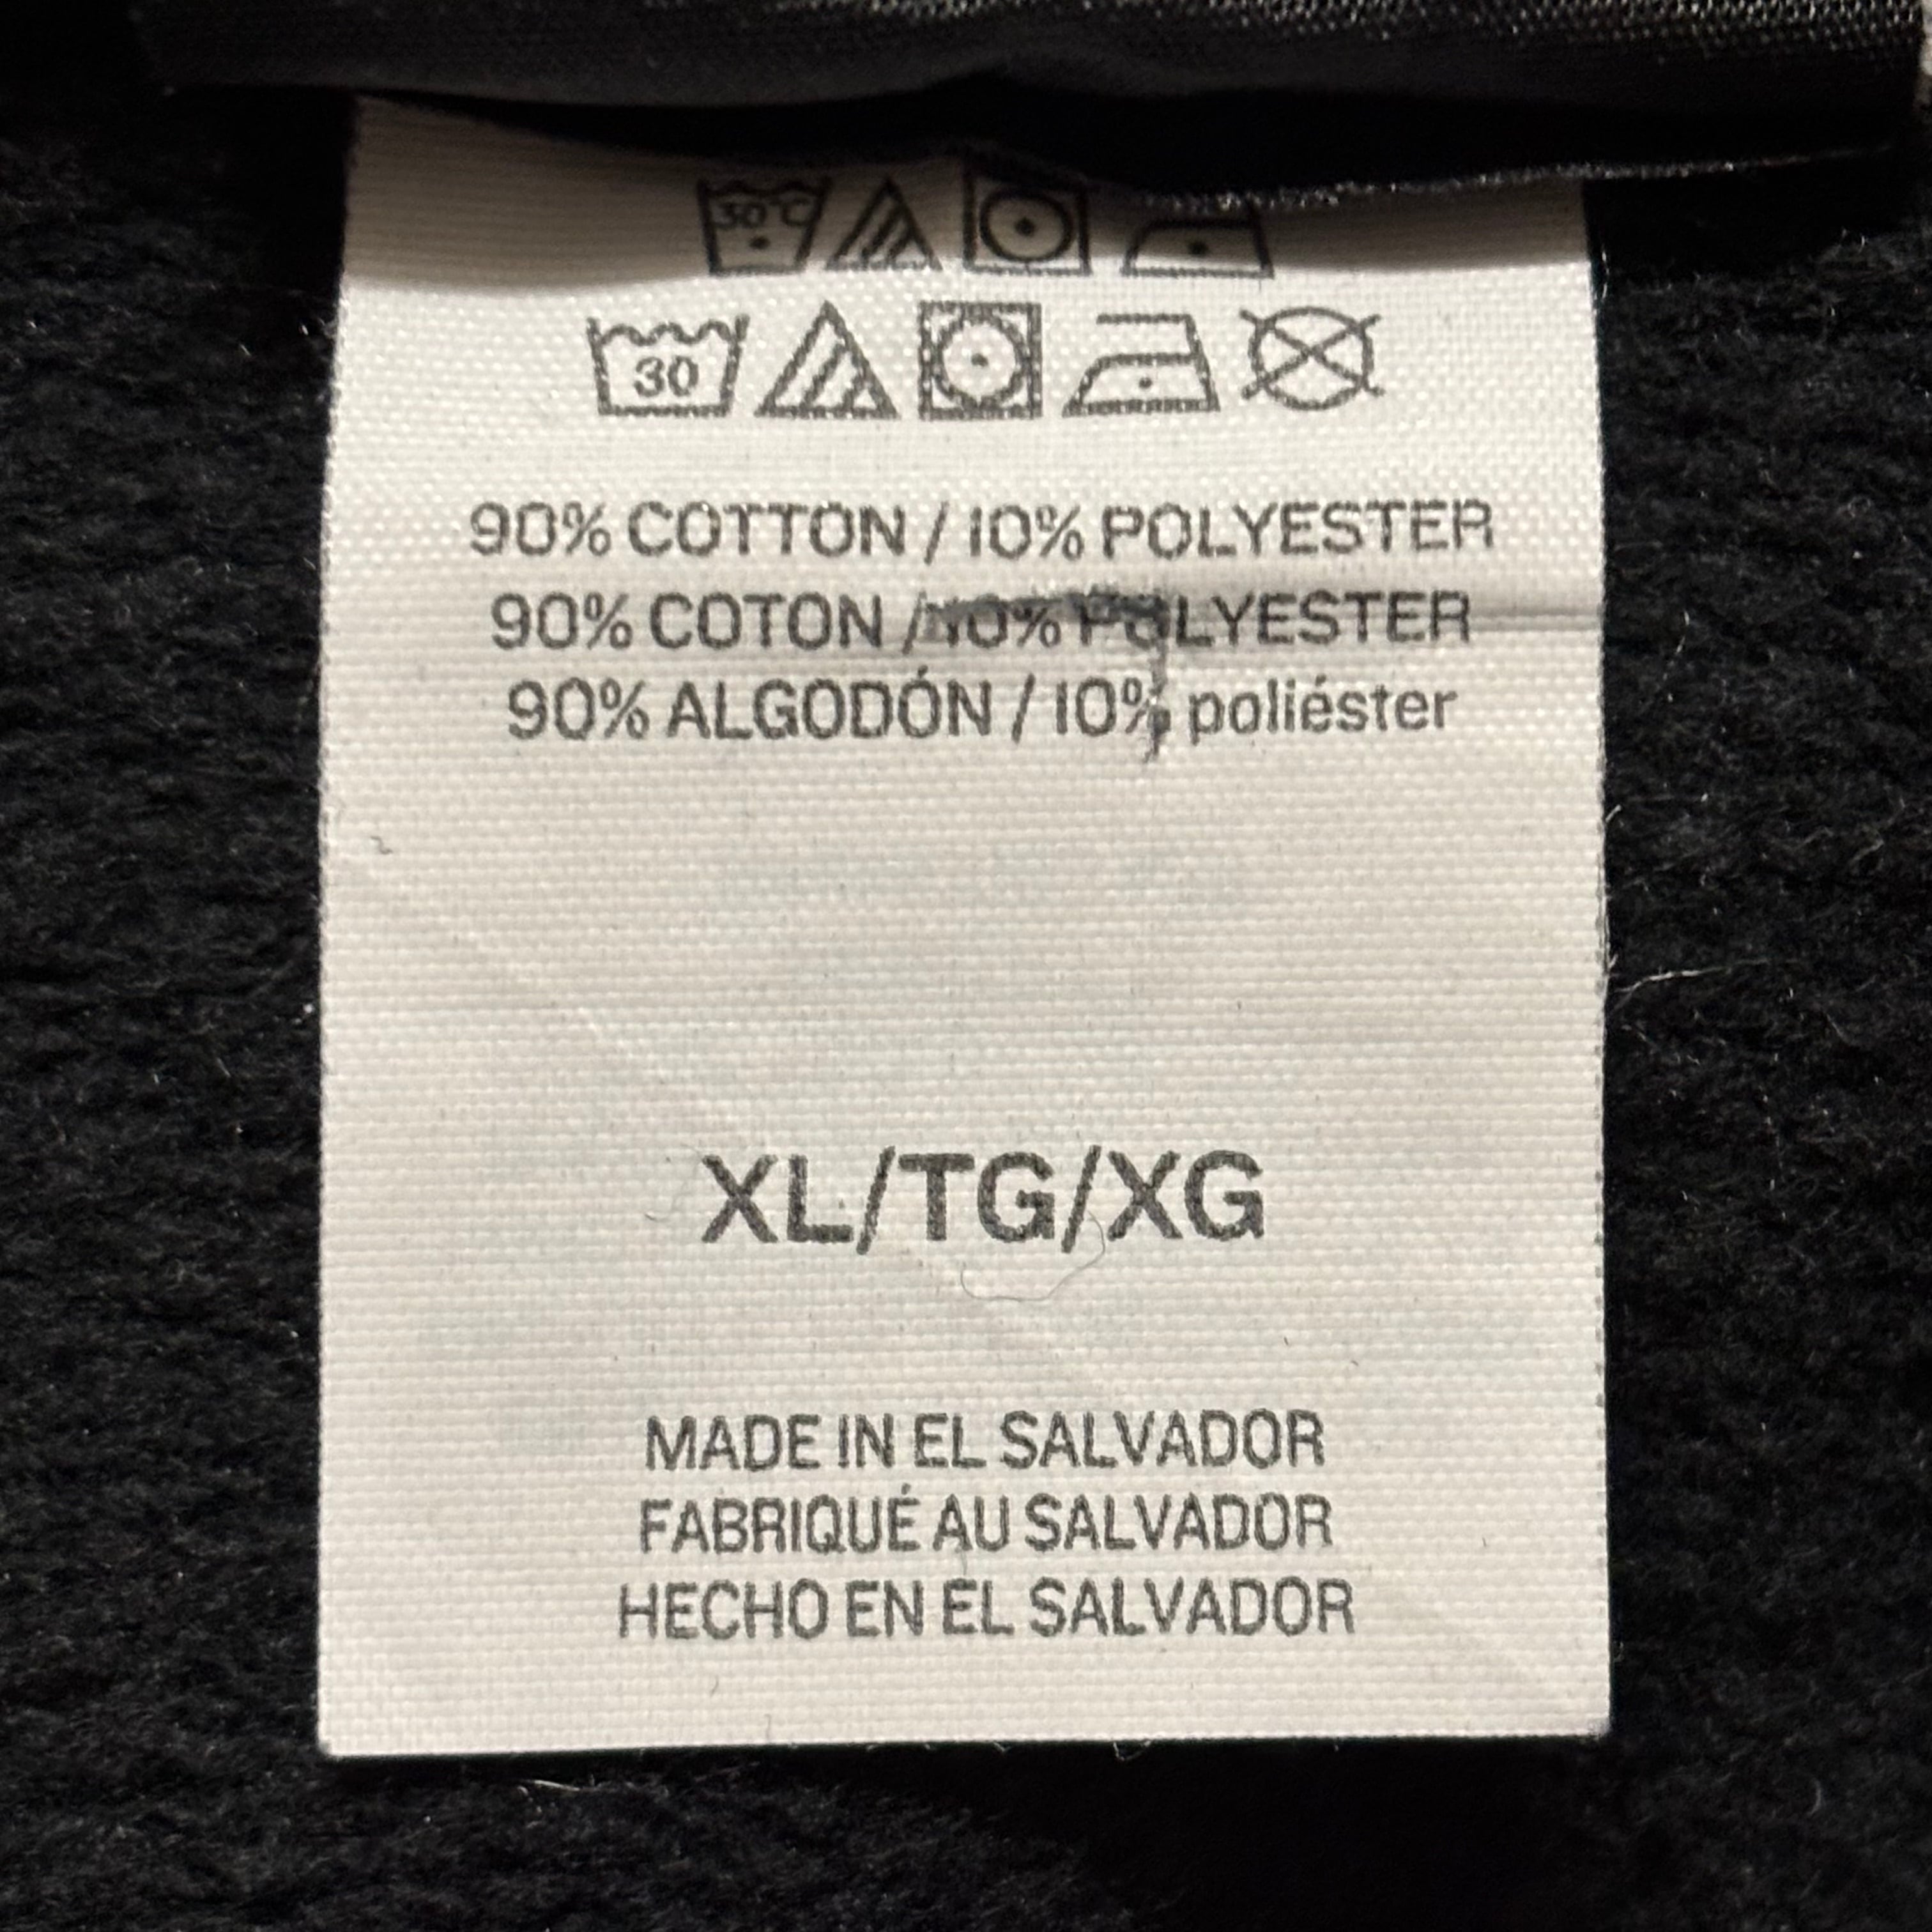 30°C
30
90% COTTON / 10% POLYESTER
90% COTON / 10% POLYESTER
90% ALGODÓN / 10% poliéster
XL/TG/XG
MADE IN EL SALVADOR
FABRIQUÉ AU SALVADOR
HECHO EN EL SALVADOR